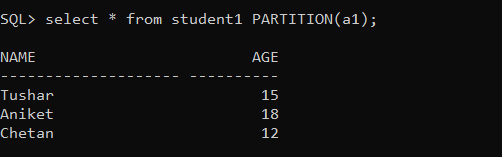 SQL> select * from student1 PARTITION(a1);
NAME                        AGE
-------------------- ----------
Tushar                       15
Aniket                       18
Chetan                       12